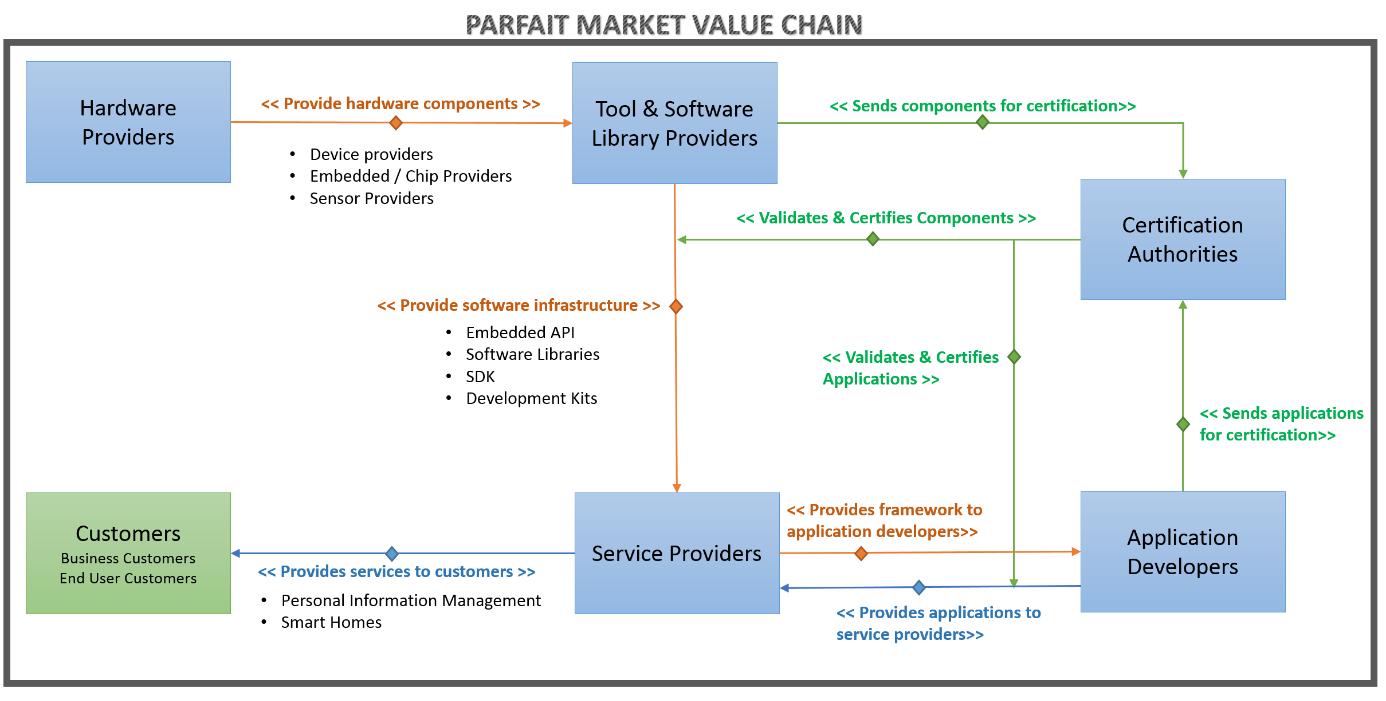 PARFAIT MARKET VALUE CHAIN
Hardware
Providers
<< Provide hardware components >>
• Device providers
• Embedded / Chip Providers
• Sensor Providers
Tool & Software
Library Providers
<< Sends components for certification>>
<< Validates & Certifies Components >>
Certification
Authorities
<< Provide software infrastructure >>
• Embedded API
• Software Libraries
• SDK
• Development Kits
<< Validates & Certifies
Applications >>
<< Sends applications
for certification>>
Customers
Business Customers
End User Customers
<< Provides services to customers >>
• Personal Information Management
• Smart Homes
Service Providers
<< Provides framework to
application developers>>
<< Provides applications to
service providers>>
Application
Developers